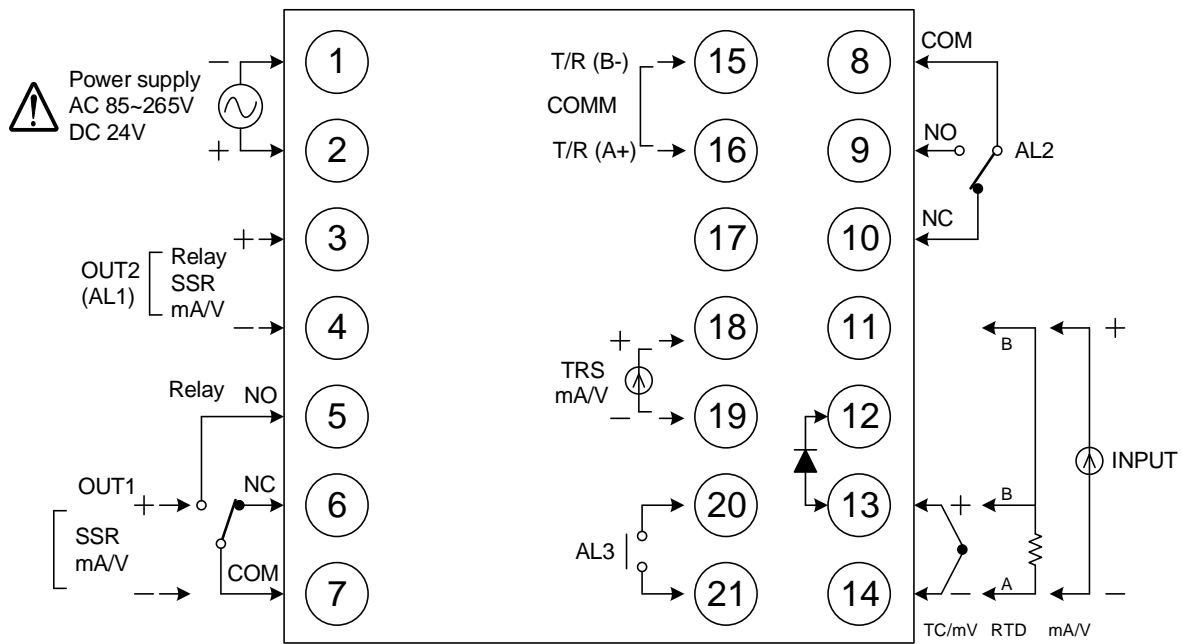 Power supply
AC 85~265V
DC 24V
−
+
1
2
3
4
5
6
7
OUT2
(AL1)
Relay
SSR
mA/V
+
−
Relay
NO
OUT1
+
NC
SSR
mA/V
COM
−
T/R (B-)
COMM
T/R (A+)
15
16
17
18
19
20
21
TRS
mA/V
+
−
AL3
8
9
10
11
12
13
14
COM
NO
AL2
NC
B
+
INPUT
+
B
−
A
−
TC/mV RTD mA/V